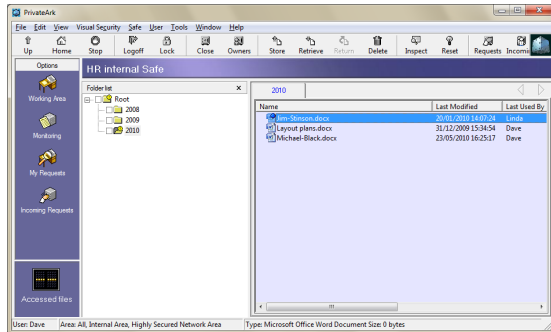 PrivateArk
File Edit View Visual Security Safe User Tools Window Help
Up Home Stop Logoff Lock Close Owners Store Retrieve Return Delete Inspect Reset Requests Incomi
Options
HR internal Safe
Working Area
Monitoring
My Requests
Incoming Requests
Accessed files
Folder list x
Root
2008
2009
2010
2010
Name Last Modified Last Used By
Jim-Stinson.docx 20/01/2010 14:07:24 Linda
Layout plans.docx 31/12/2009 15:34:54 Dave
Michael-Black.docx 23/05/2010 16:25:17 Dave
User: Dave Area: All, Internal Area, Highly Secured Network Area Type: Microsoft Office Word Document Size: 0 bytes